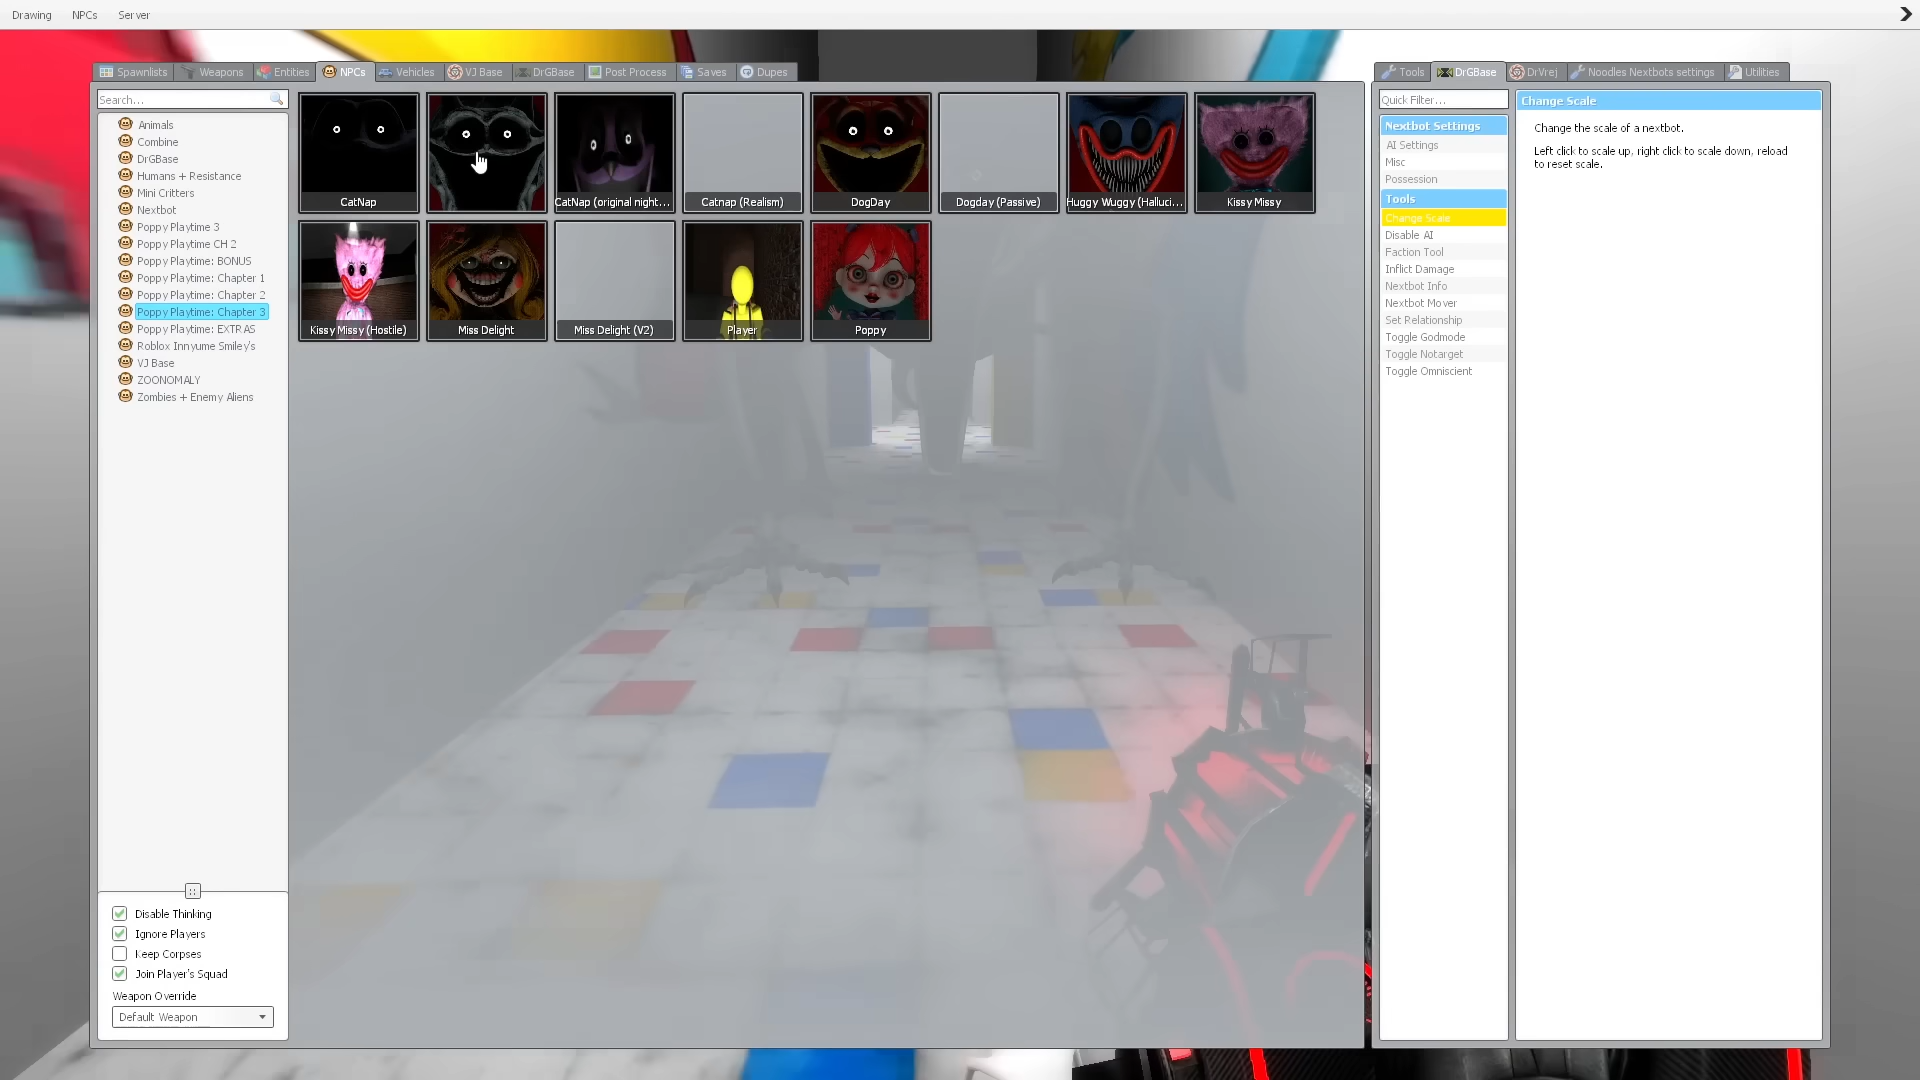 Drawing NPCs Server
Spawnlists Weapons Entities NPCs Vehicles VJ Base DrGBase Post Process Saves Dupes
Search...
Animals
Combine
DrGBase
Humans + Resistance
Mini Critters
Nextbot
Poppy Playtime 3
Poppy Playtime CH 2
Poppy Playtime: BONUS
Poppy Playtime: Chapter 1
Poppy Playtime: Chapter 2
Poppy Playtime: Chapter 3
Poppy Playtime: EXTRAS
Roblox Innyume Smiley's
VJ Base
ZOONOMALY
Zombies + Enemy Aliens
Disable Thinking
Ignore Players
Keep Corpses
Join Player's Squad
Weapon Override
Default Weapon
CatNap
CatNap (original night...
Catnap (Realism)
DogDay
Dogday (Passive)
Huggy Wuggy (Halluci...
Kissy Missy
Kissy Missy (Hostile)
Miss Delight
Miss Delight (V2)
Player
Poppy
Tools DrGBase DrVrej Noodles Nextbots settings Utilities
Quick Filter...
Nextbot Settings
AI Settings
Misc
Possession
Tools
Change Scale
Disable AI
Faction Tool
Inflict Damage
Nextbot Info
Nextbot Mover
Set Relationship
Toggle Godmode
Toggle Notarget
Toggle Omniscient
Change Scale
Change the scale of a nextbot.
Left click to scale up, right click to scale down, reload
to reset scale.